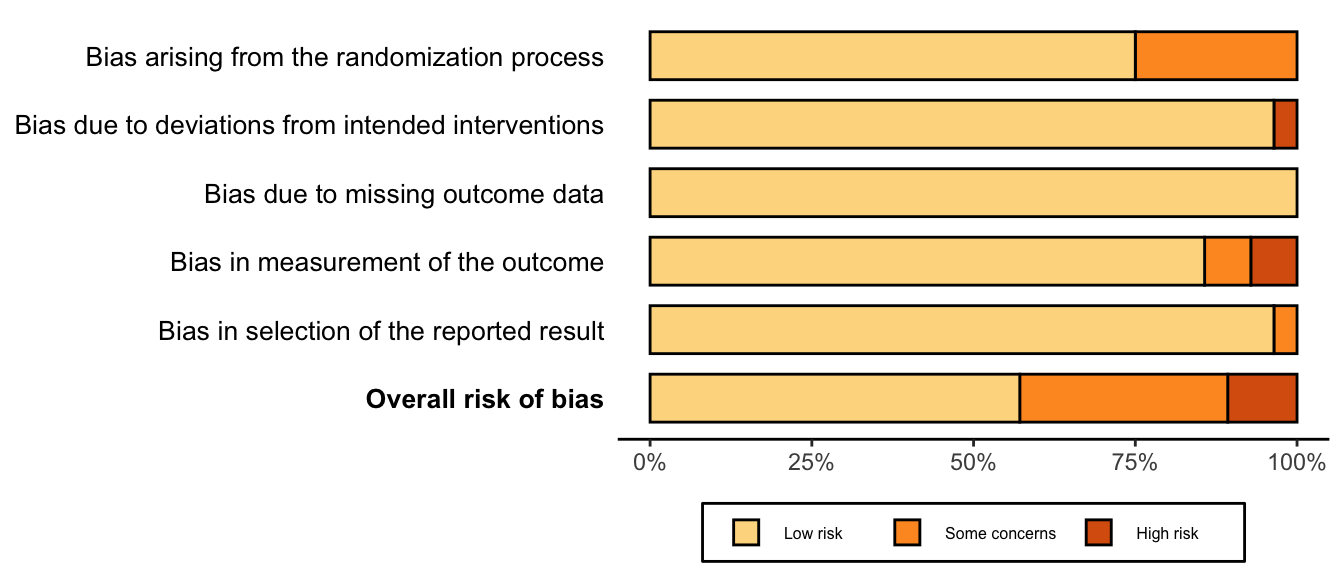 Bias arising from the randomization process
Bias due to deviations from intended interventions
Bias due to missing outcome data
Bias in measurement of the outcome
Bias in selection of the reported result
Overall risk of bias
0% 25% 50% 75% 100%
Low risk Some concerns High risk